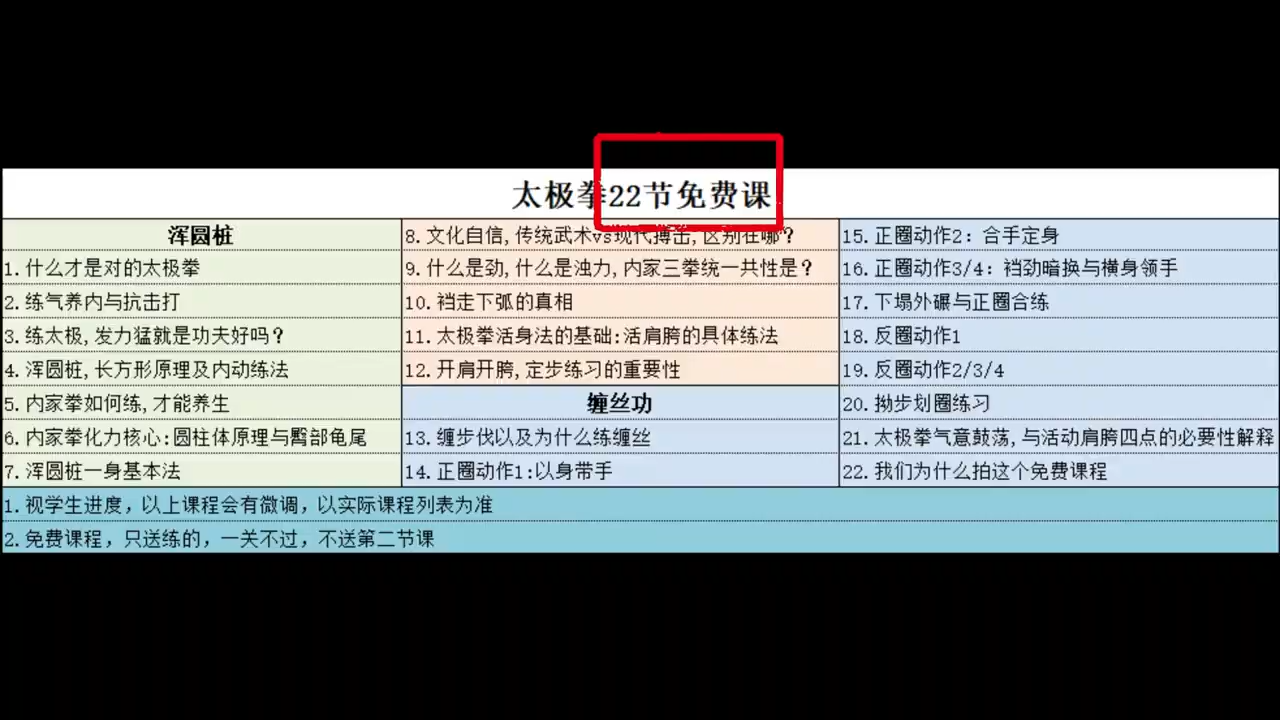 太极拳22节免费课
浑圆桩
1.什么才是对的太极拳
2.练气养内与抗击打
3.练太极,发力猛就是功夫好吗?
4.浑圆桩,长方形原理及内动练法
5.内家拳如何练,才能养生
6.内家拳化力核心:圆柱体原理与臀部龟尾
7.浑圆桩一身基本法
8.文化自信,传统武术vs现代搏击,区别在哪?
9.什么是劲,什么是浊力,内家三拳统一共性是?
10.裆走下弧的真相
11.太极拳活身法的基础:活肩胯的具体练法
12.开肩开胯,定步练习的重要性
缠丝功
13.缠步伐以及为什么练缠丝
14.正圈动作1:以身带手
15.正圈动作2：合手定身
16.正圈动作3/4：裆劲暗换与横身领手
17.下塌外碾与正圈合练
18.反圈动作1
19.反圈动作2/3/4
20.拗步划圈练习
21.太极拳气意鼓荡,与活动肩胯四点的必要性解释
22.我们为什么拍这个免费课程
1.视学生进度，以上课程会有微调，以实际课程列表为准
2.免费课程，只送练的，一关不过，不送第二节课